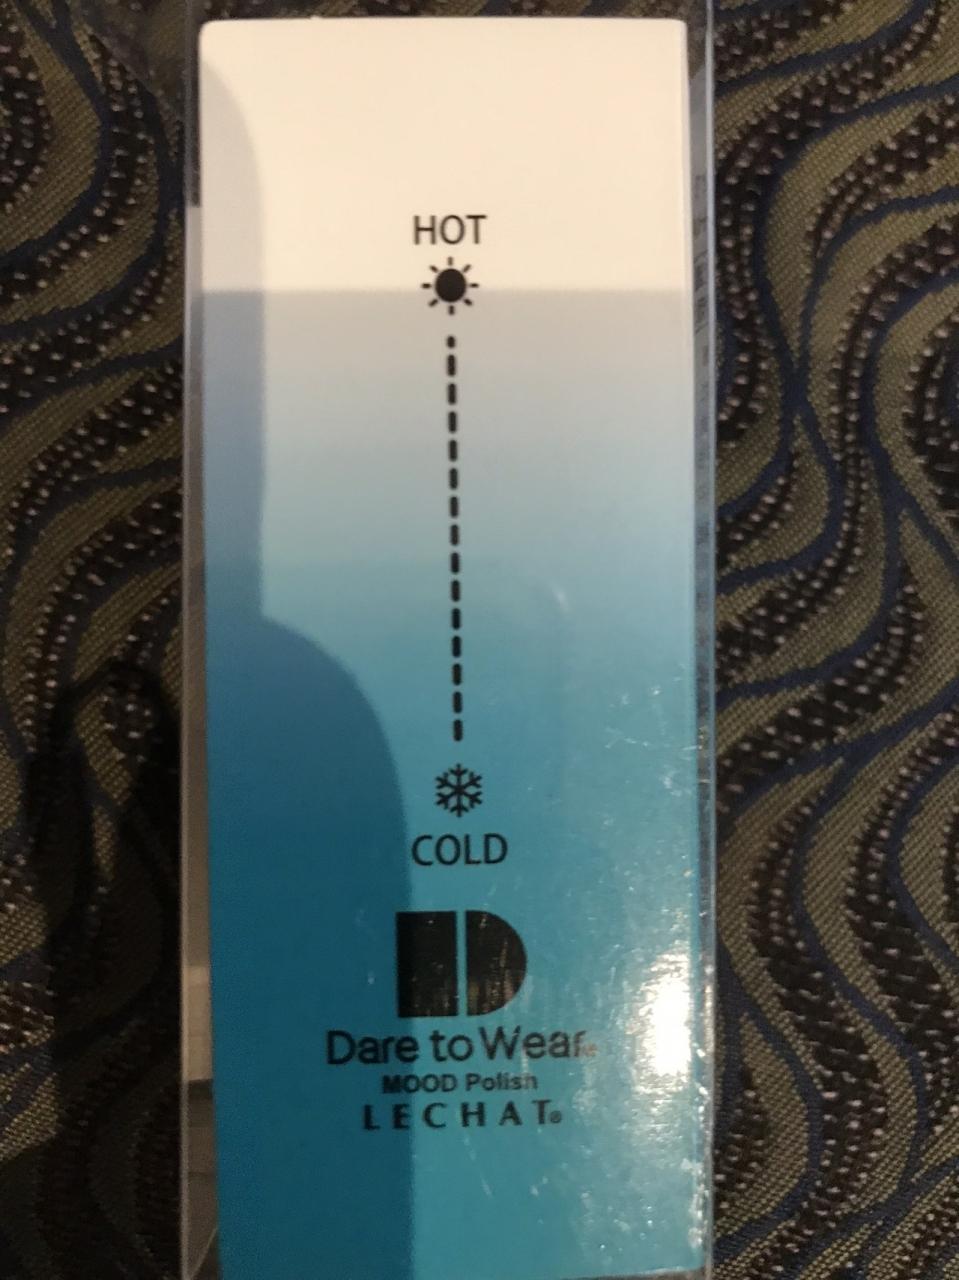 HOT
COLD
Dare to Wear®
MOOD Polish
LECHAT®